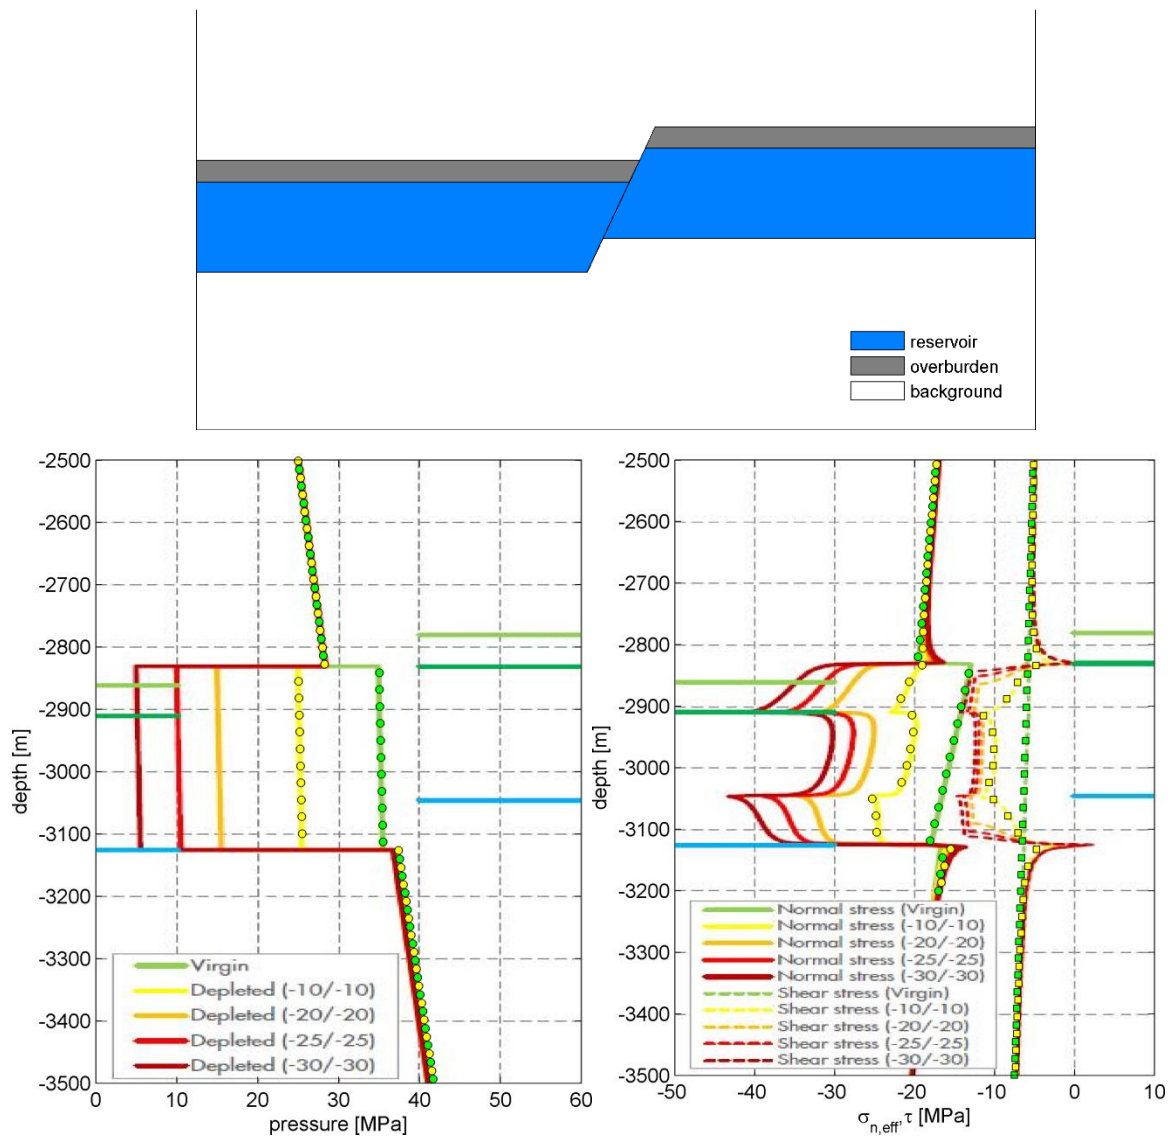 reservoir
overburden
background
-2500
-2600
-2700
-2800
-2900
-3000
-3100
-3200
-3300
-3400
-3500
depth [m]
Virgin
Depleted (-10/-10)
Depleted (-20/-20)
Depleted (-25/-25)
Depleted (-30/-30)
0 10 20 30 40 50 60
pressure [MPa]
-2500
-2600
-2700
-2800
-2900
-3000
-3100
-3200
-3300
-3400
-3500
depth [m]
Normal stress (Virgin)
Normal stress (-10/-10)
Normal stress (-20/-20)
Normal stress (-25/-25)
Normal stress (-30/-30)
Shear stress (Virgin)
Shear stress (-10/-10)
Shear stress (-20/-20)
Shear stress (-25/-25)
Shear stress (-30/-30)
-50 -40 -30 -20 -10 0 10
σn,eff, τ [MPa]